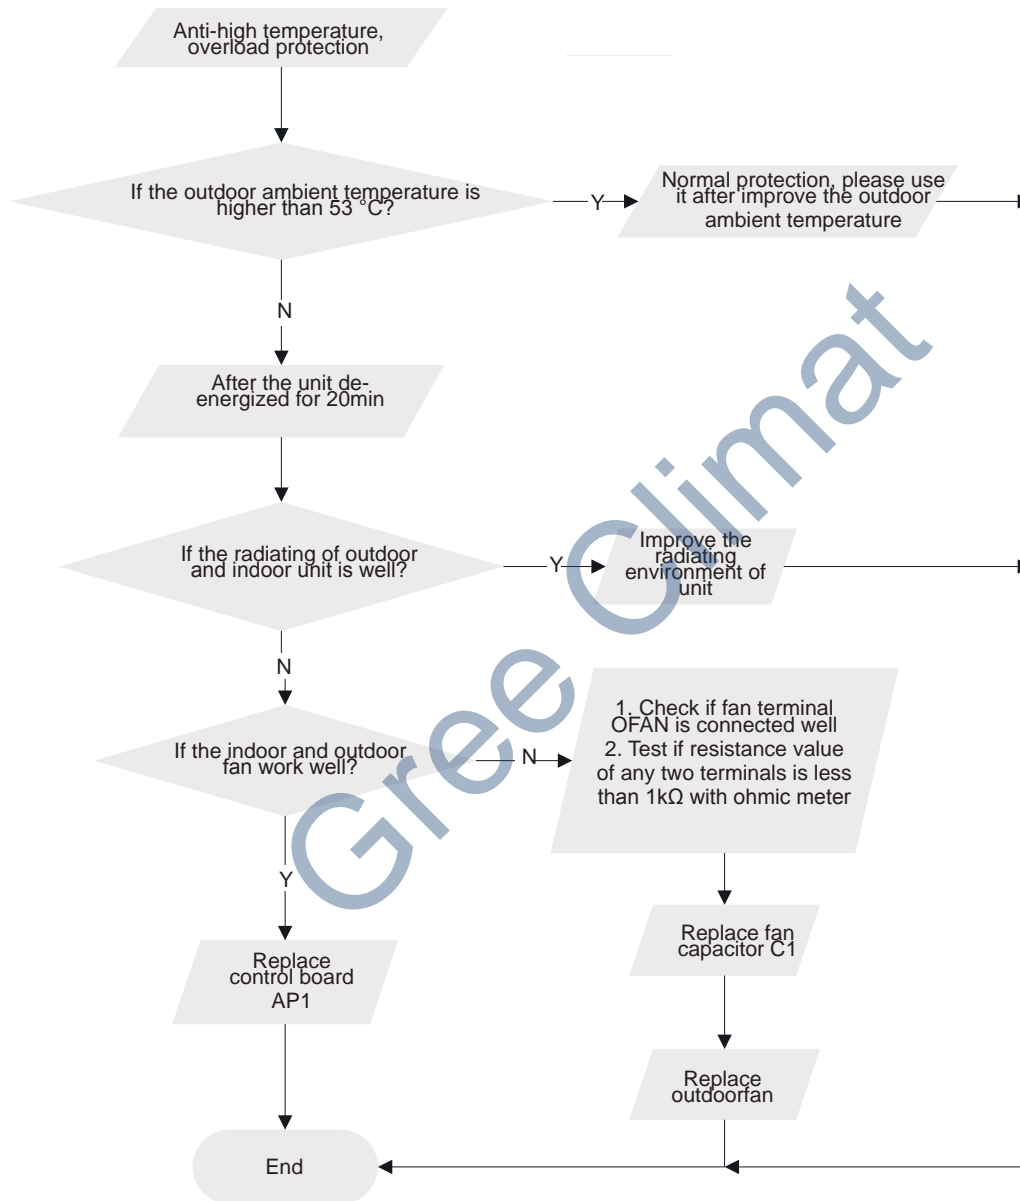 Anti-high temperature,
overload protection
If the outdoor ambient temperature is
higher than 53 °C?
Y
Normal protection, please use
it after improve the outdoor
ambient temperature
N
After the unit de-
energized for 20min
If the radiating of outdoor
and indoor unit is well?
Y
Improve the
radiating
environment of
unit
N
If the indoor and outdoor
fan work well?
N
1. Check if fan terminal
OFAN is connected well
2. Test if resistance value
of any two terminals is less
than 1kΩ with ohmic meter
Y
Replace fan
capacitor C1
Replace
control board
AP1
Replace
outdoorfan
End
Gree Climat